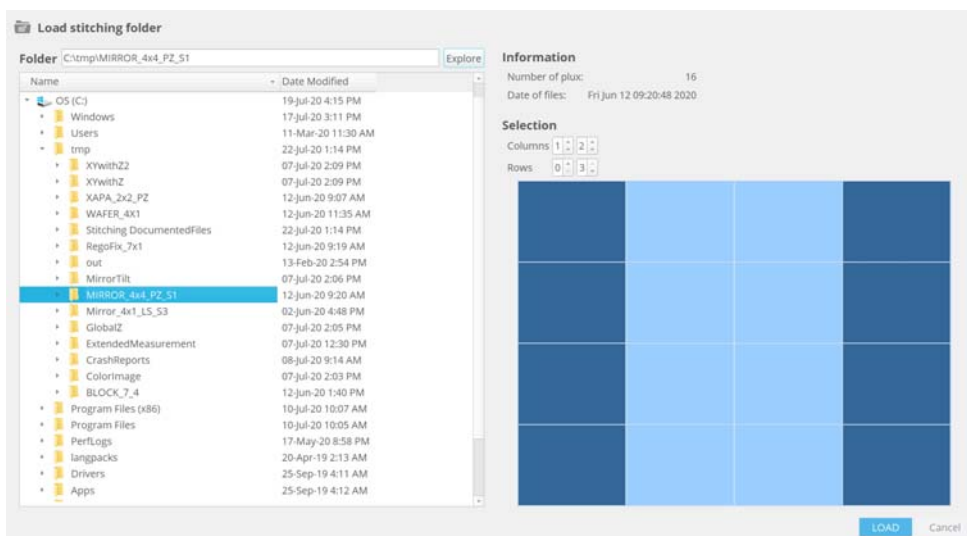 Load stitching folder
Folder C:\tmp\MIRROR_4x4_PZ_S1 Explore
Name Date Modified
OS (C:) 19-Jul-20 4:15 PM
Windows 17-Jul-20 3:11 PM
Users 11-Mar-20 11:30 AM
tmp 22-Jul-20 1:14 PM
XYwithZ2 07-Jul-20 2:09 PM
XYwithZ 07-Jul-20 2:09 PM
XAPA_2x2_PZ 12-Jun-20 9:07 AM
WAFER_4X1 12-Jun-20 11:35 AM
Stitching DocumentedFiles 22-Jul-20 1:14 PM
RegoFix_7x1 12-Jun-20 9:19 AM
out 13-Feb-20 2:54 PM
MirrorTilt 07-Jul-20 2:06 PM
MIRROR_4x4_PZ_S1 12-Jun-20 9:20 AM
Mirror_4x1_LS_S3 02-Jun-20 4:48 PM
GlobalZ 07-Jul-20 2:05 PM
ExtendedMeasurement 07-Jul-20 12:30 PM
CrashReports 08-Jul-20 9:14 AM
ColorImage 07-Jul-20 2:03 PM
BLOCK_7_4 12-Jun-20 1:40 PM
Program Files (x86) 10-Jul-20 10:07 AM
Program Files 10-Jul-20 10:05 AM
PerfLogs 17-May-20 8:58 PM
langpacks 20-Apr-19 2:13 AM
Drivers 25-Sep-19 4:11 AM
Apps 25-Sep-19 4:12 AM
Information
Number of plux: 16
Date of files: Fri Jun 12 09:20:48 2020
Selection
Columns 1 2
Rows 0 3
LOAD Cancel